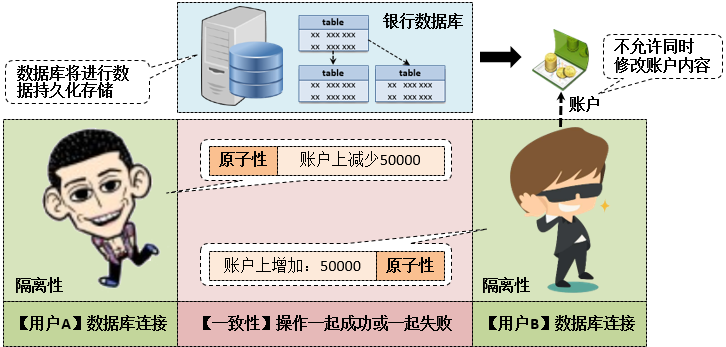 银行数据库
table
xx xxx xxx
xx xxx xxx
table
xx xxx xxx
xx xxx xxx
table
xx xxx xxx
xx xxx xxx
不允许同时
修改账户内容
数据库将进行数
据持久化存储
账户
原子性 账户上减少50000
账户上增加：50000 原子性
隔离性
隔离性
【用户A】数据库连接
【一致性】操作一起成功或一起失败
【用户B】数据库连接